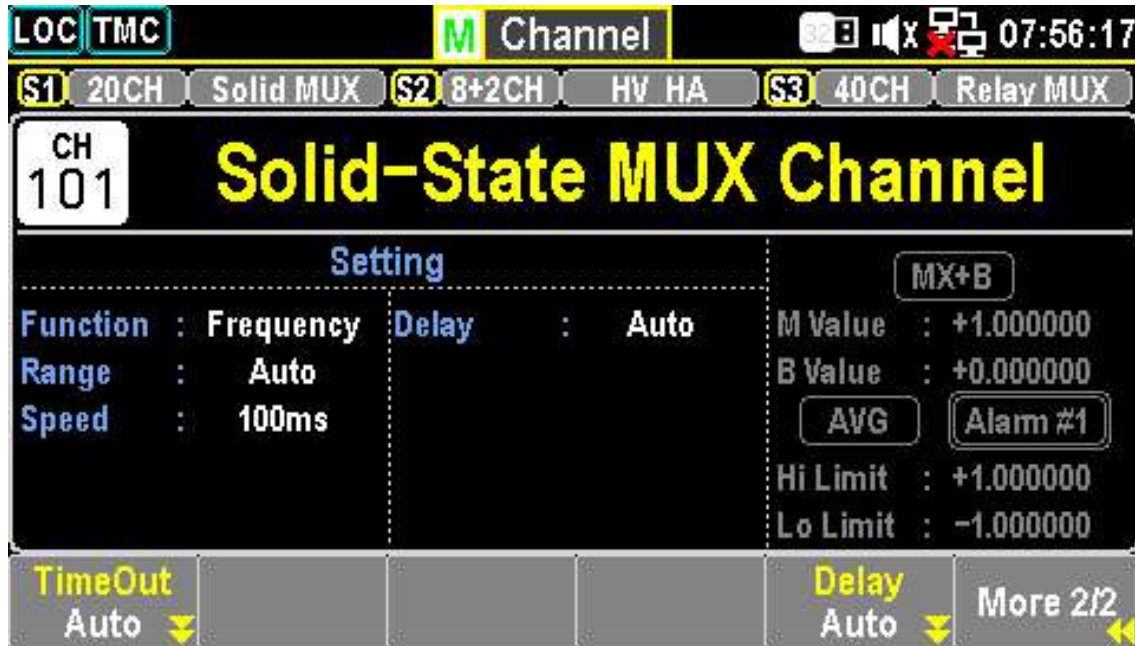 LOC TMC M Channel 32 X 07:56:17
S1 20CH Solid MUX S2 8+2CH HV HA S3 40CH Relay MUX
CH
101
Solid-State MUX Channel
Setting
MX+B
Function : Frequency Delay : Auto M Value : +1.000000
Range : Auto B Value : +0.000000
Speed : 100ms AVG Alarm #1
Hi Limit : +1.000000
Lo Limit : -1.000000
TimeOut Delay More 2/2
Auto Auto